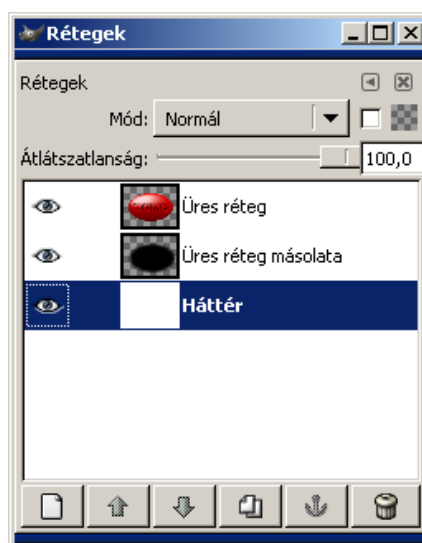 Rétegek
Rétegek
Mód: Normál
Átlátszatlanság: 100,0
Üres réteg
Üres réteg másolata
Háttér